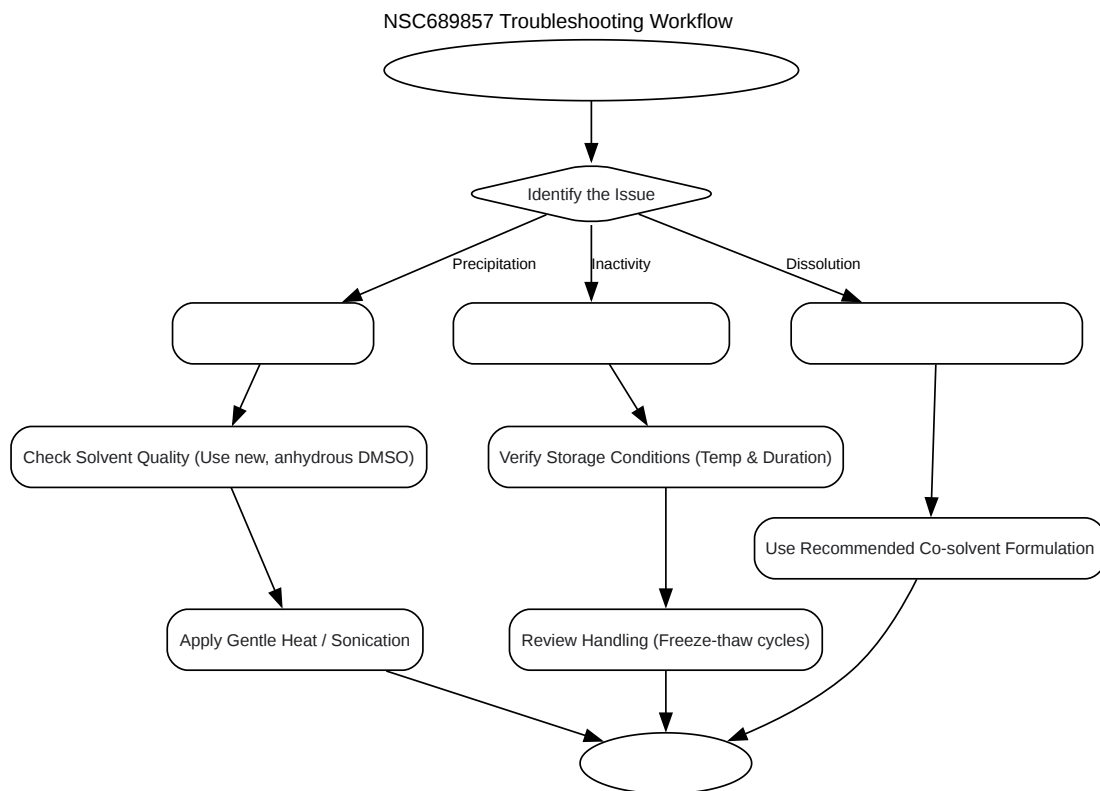 NSC689857 Troubleshooting Workflow
Identify the Issue
Precipitation
Inactivity
Dissolution
Check Solvent Quality (Use new, anhydrous DMSO)
Verify Storage Conditions (Temp & Duration)
Use Recommended Co-solvent Formulation
Apply Gentle Heat / Sonication
Review Handling (Freeze-thaw cycles)